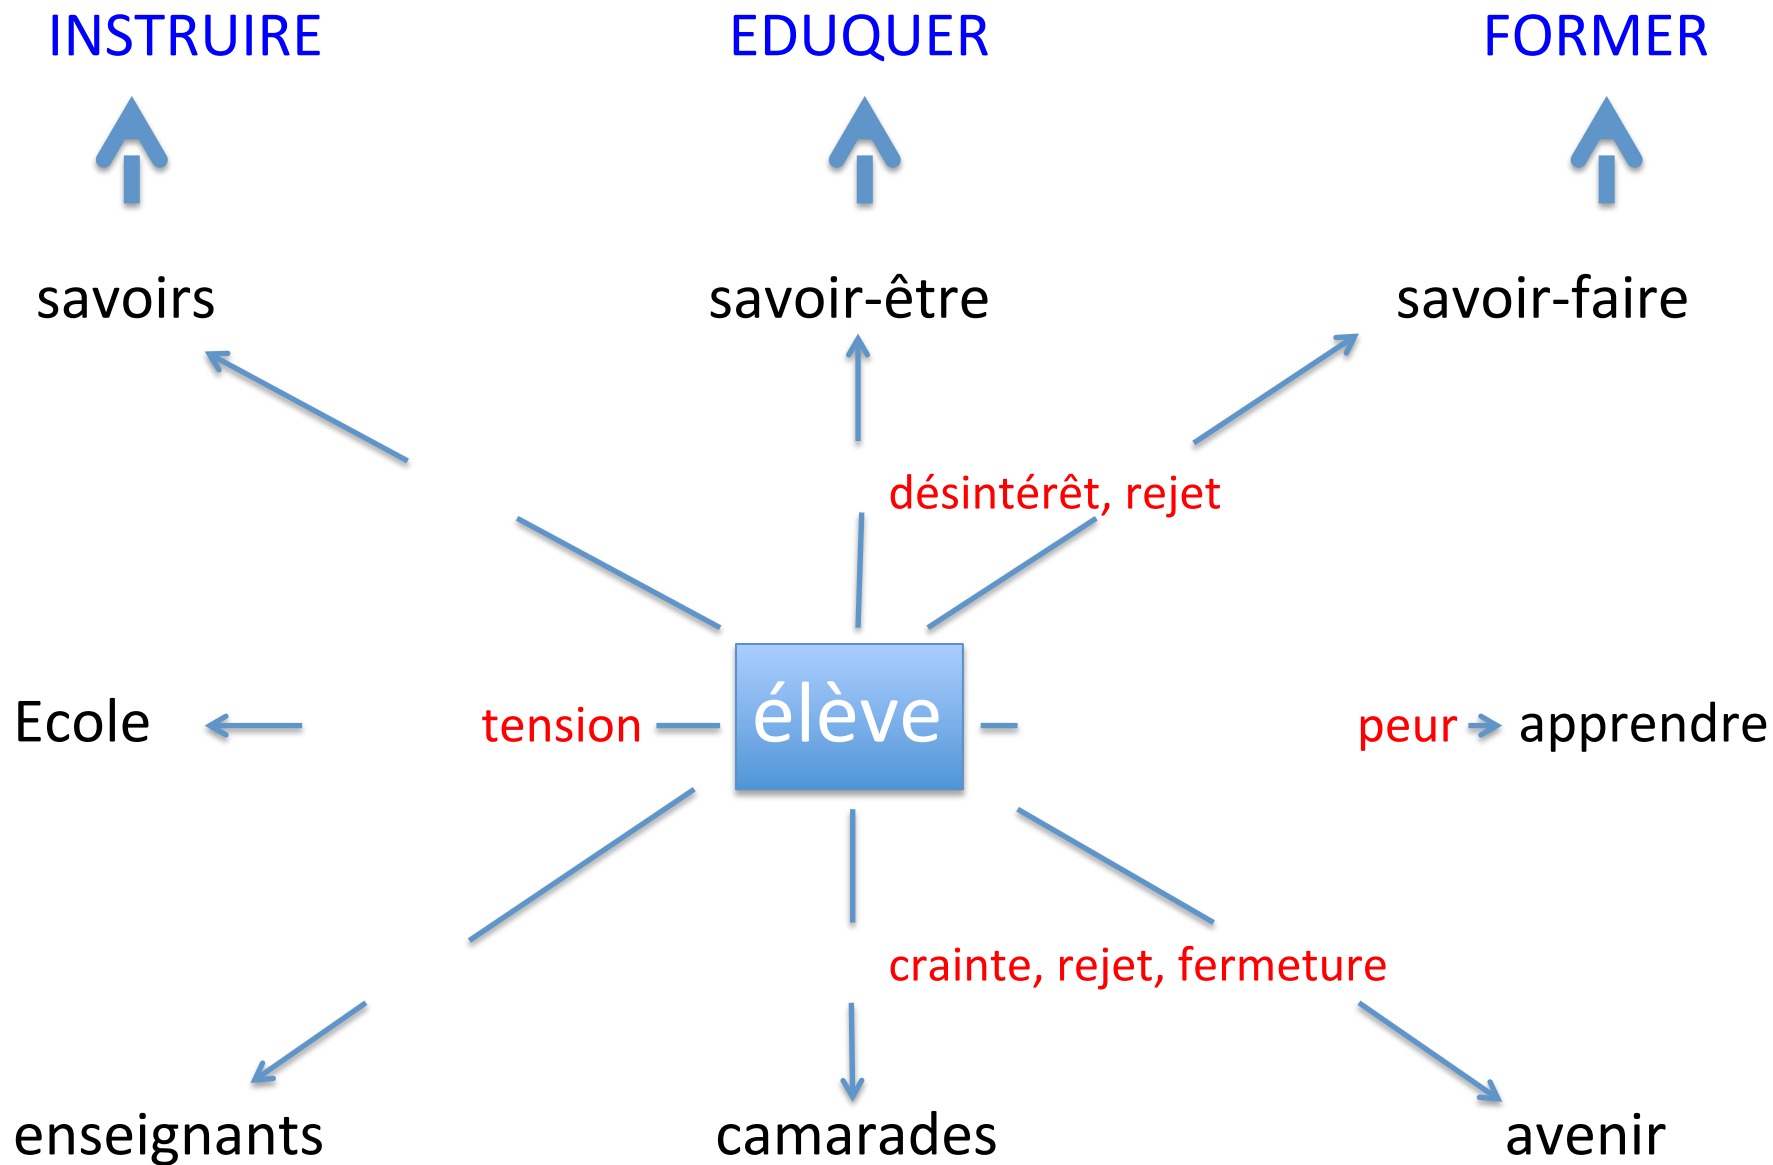 INSTRUIRE EDUQUER FORMER
savoirs savoir-être savoir-faire
désintérêt, rejet
Ecole tension élève peur apprendre
crainte, rejet, fermeture
enseignants camarades avenir